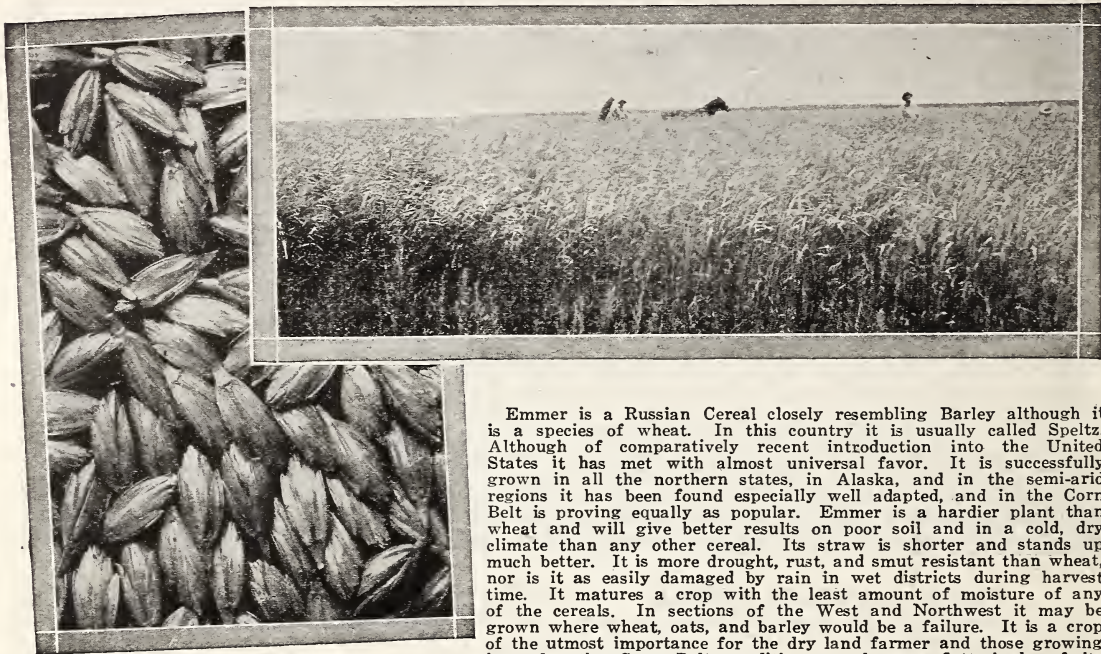 Emmer is a Russian Cereal closely resembling Barley although it
is a species of wheat. In this country it is usually called Speltz
Although of comparatively recent introduction into the United
States it has met with almost universal favor. It is successfully
grown in all the northern states, in Alaska, and in the semi-arid
regions it has been found especially well adapted, and in the Corn
Belt is proving equally as popular. Emmer is a hardier plant than
wheat and will give better results on poor soil and in a cold, dry
climate than any other cereal. Its straw is shorter and stands up
much better. It is more drought, rust, and smut resistant than wheat,
nor is it as easily damaged by rain in wet districts during harvest
time. It matures a crop with the least amount of moisture of any
of the cereals. In sections of the West and Northwest it may be
grown where wheat, oats, and barley would be a failure. It is a crop
of the utmost importance for the dry land farmer and those growing